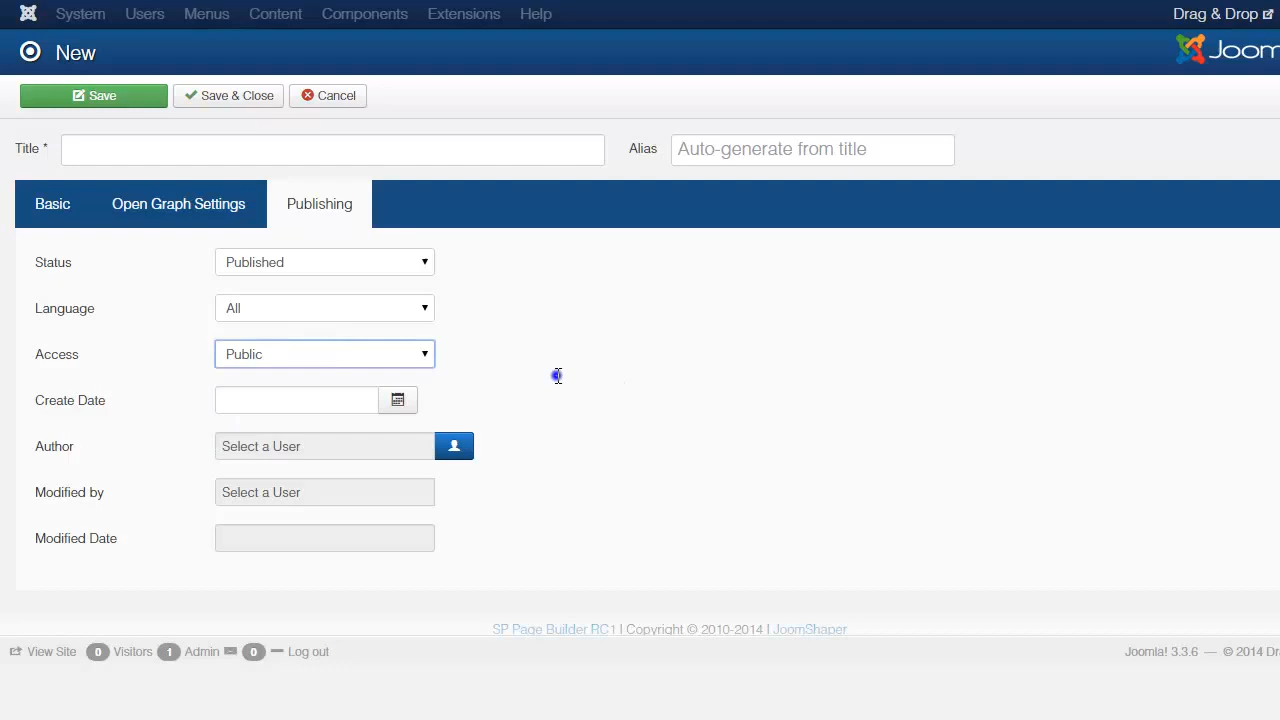 System Users Menus Content Components Extensions Help Drag & Drop
New
Save Save & Close Cancel
Title * Alias Auto-generate from title
Basic Open Graph Settings Publishing
Status Published
Language All
Access Public
Create Date
Author Select a User
Modified by Select a User
Modified Date
SP Page Builder RC1 | Copyright © 2010-2014 | JoomShaper
View Site 0 Visitors 1 Admin 0 Log out Joomla! 3.3.6 — © 2014